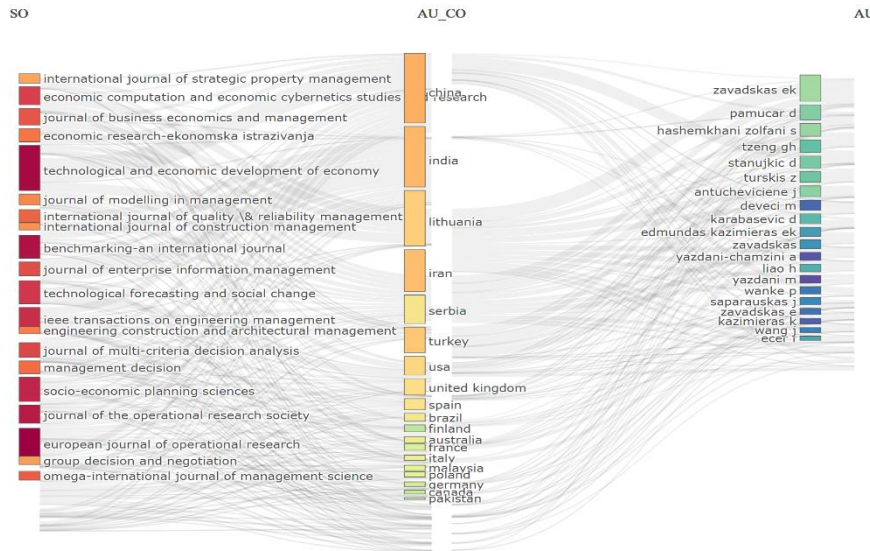 SO
AU_CO
AU
international journal of strategic property management
economic computation and economic cybernetics studies and research
journal of business economics and management
economic research-ekonomska istrazivanja
technological and economic development of economy
journal of modelling in management
international journal of quality \& reliability management
international journal of construction management
benchmarking-an international journal
journal of enterprise information management
technological forecasting and social change
ieee transactions on engineering management
engineering construction and architectural management
journal of multi-criteria decision analysis
management decision
socio-economic planning sciences
journal of the operational research society
european journal of operational research
group decision and negotiation
omega-international journal of management science
china
india
lithuania
iran
serbia
turkey
usa
united kingdom
spain
brazil
finland
australia
france
italy
malaysia
poland
germany
canada
pakistan
zavadskas ek
pamucar d
hashemkhani zolfani s
tzeng gh
stanujkic d
turskis z
antucheviciene j
deveci m
karabasevic d
edmundas kazimieras ek
zavadskas
yazdani-chamzini a
liao h
yazdani m
wanke p
saparauskas j
zavadskas e
kazimieras k
wang j
ecer f